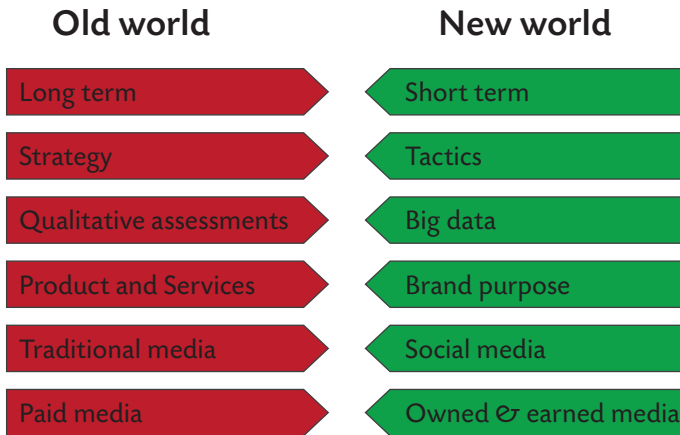 Old world New world
Long term Short term
Strategy Tactics
Qualitative assessments Big data
Product and Services Brand purpose
Traditional media Social media
Paid media Owned & earned media